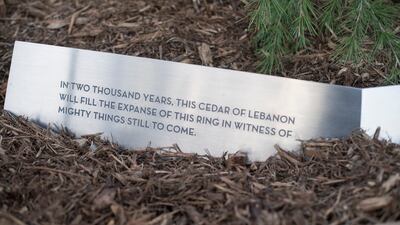 IN TWO THOUSAND YEARS, THIS CEDAR OF LEBANON
WILL FILL THE EXPANSE OF THIS RING IN WITNESS OF
MIGHTY THINGS STILL TO COME.